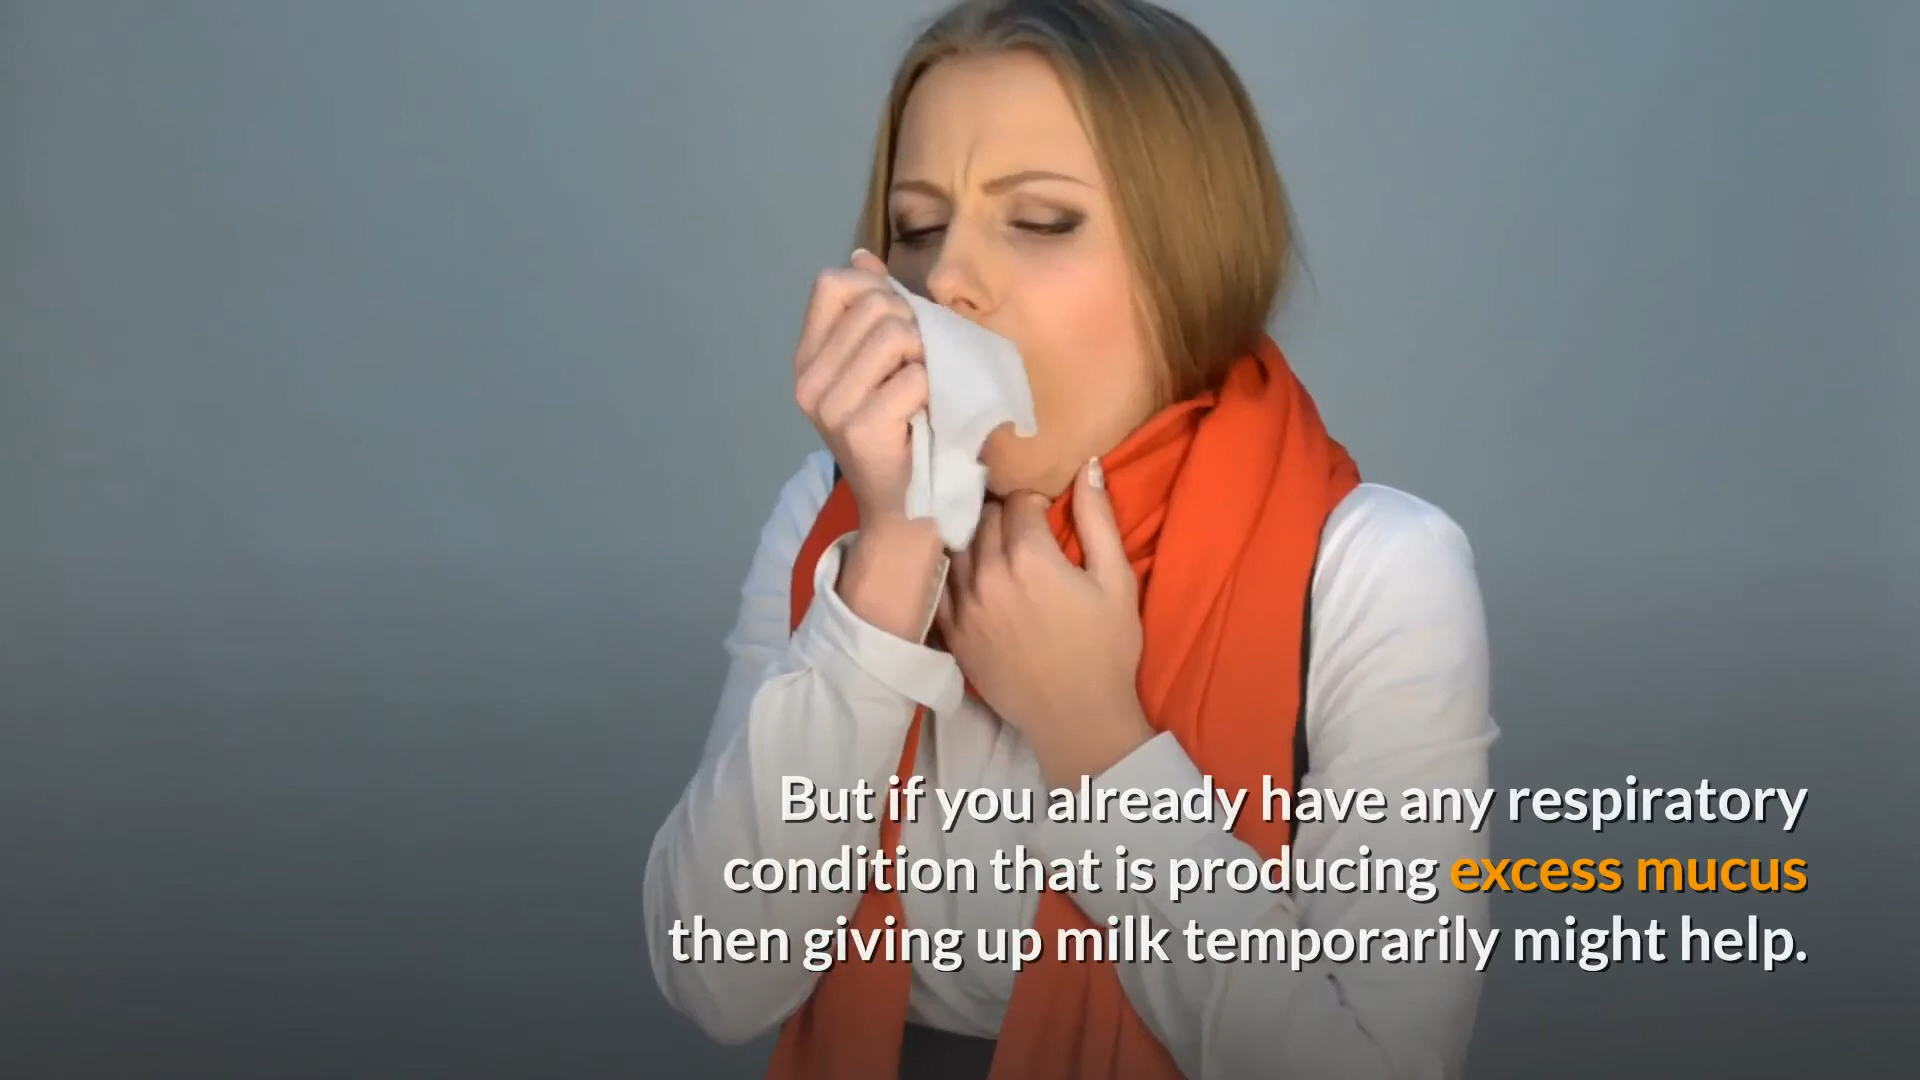 But if you already have any respiratory
condition that is producing excess mucus
then giving up milk temporarily might help.